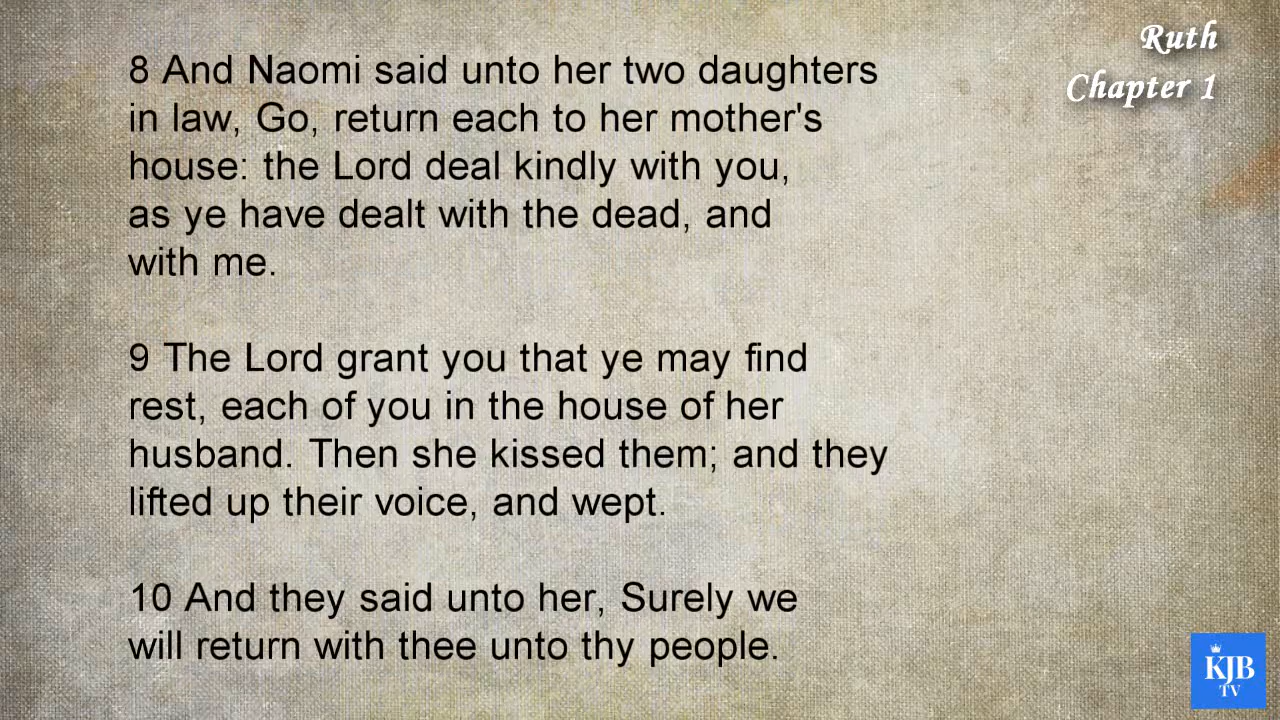 Ruth
Chapter 1
8 And Naomi said unto her two daughters
in law, Go, return each to her mother's
house: the Lord deal kindly with you,
as ye have dealt with the dead, and
with me.
9 The Lord grant you that ye may find
rest, each of you in the house of her
husband. Then she kissed them; and they
lifted up their voice, and wept.
10 And they said unto her, Surely we
will return with thee unto thy people.
KJB
TV